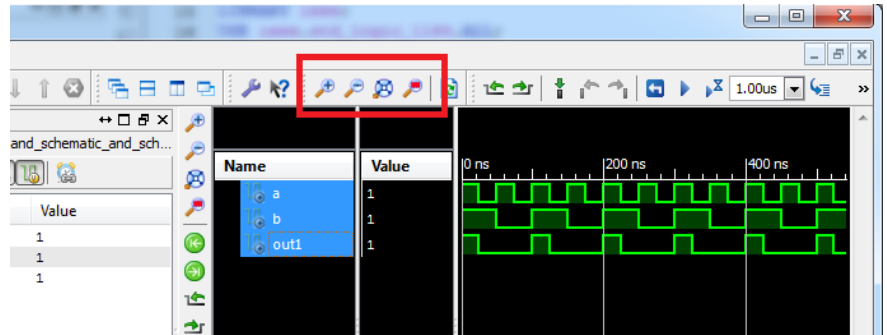 1.00us
»
and_schematic_and_sch...
Name
Value
0 ns
200 ns
400 ns
Value
a
1
1
b
1
1
out1
1
1